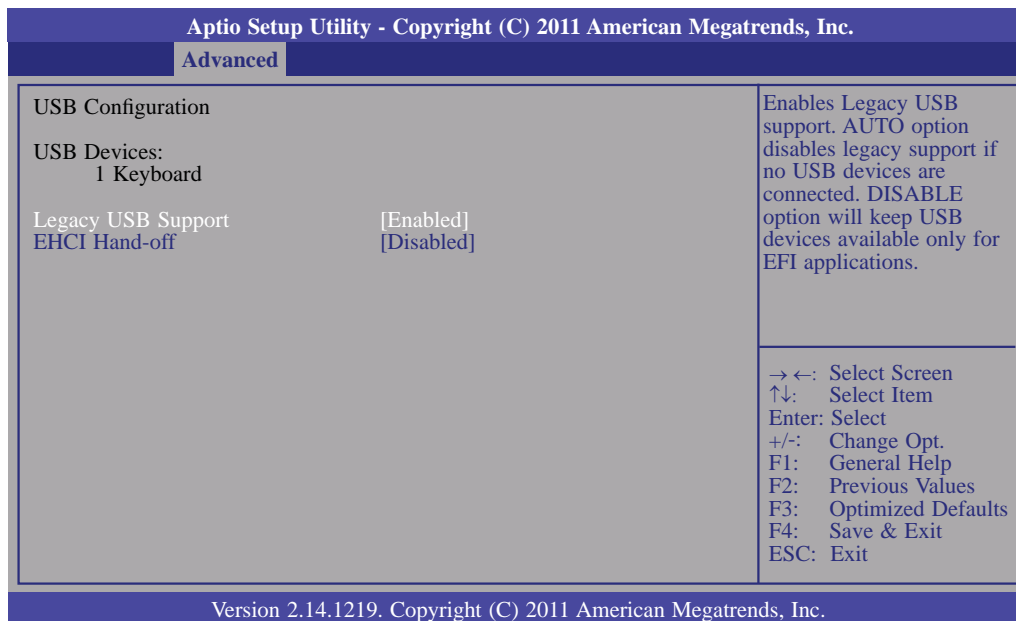 Aptio Setup Utility - Copyright (C) 2011 American Megatrends, Inc.
Advanced
USB Configuration
USB Devices:
1 Keyboard
Legacy USB Support [Enabled]
EHCI Hand-off [Disabled]
Enables Legacy USB
support. AUTO option
disables legacy support if
no USB devices are
connected. DISABLE
option will keep USB
devices available only for
EFI applications.
→←: Select Screen
↑↓: Select Item
Enter: Select
+/-: Change Opt.
F1: General Help
F2: Previous Values
F3: Optimized Defaults
F4: Save & Exit
ESC: Exit
Version 2.14.1219. Copyright (C) 2011 American Megatrends, Inc.